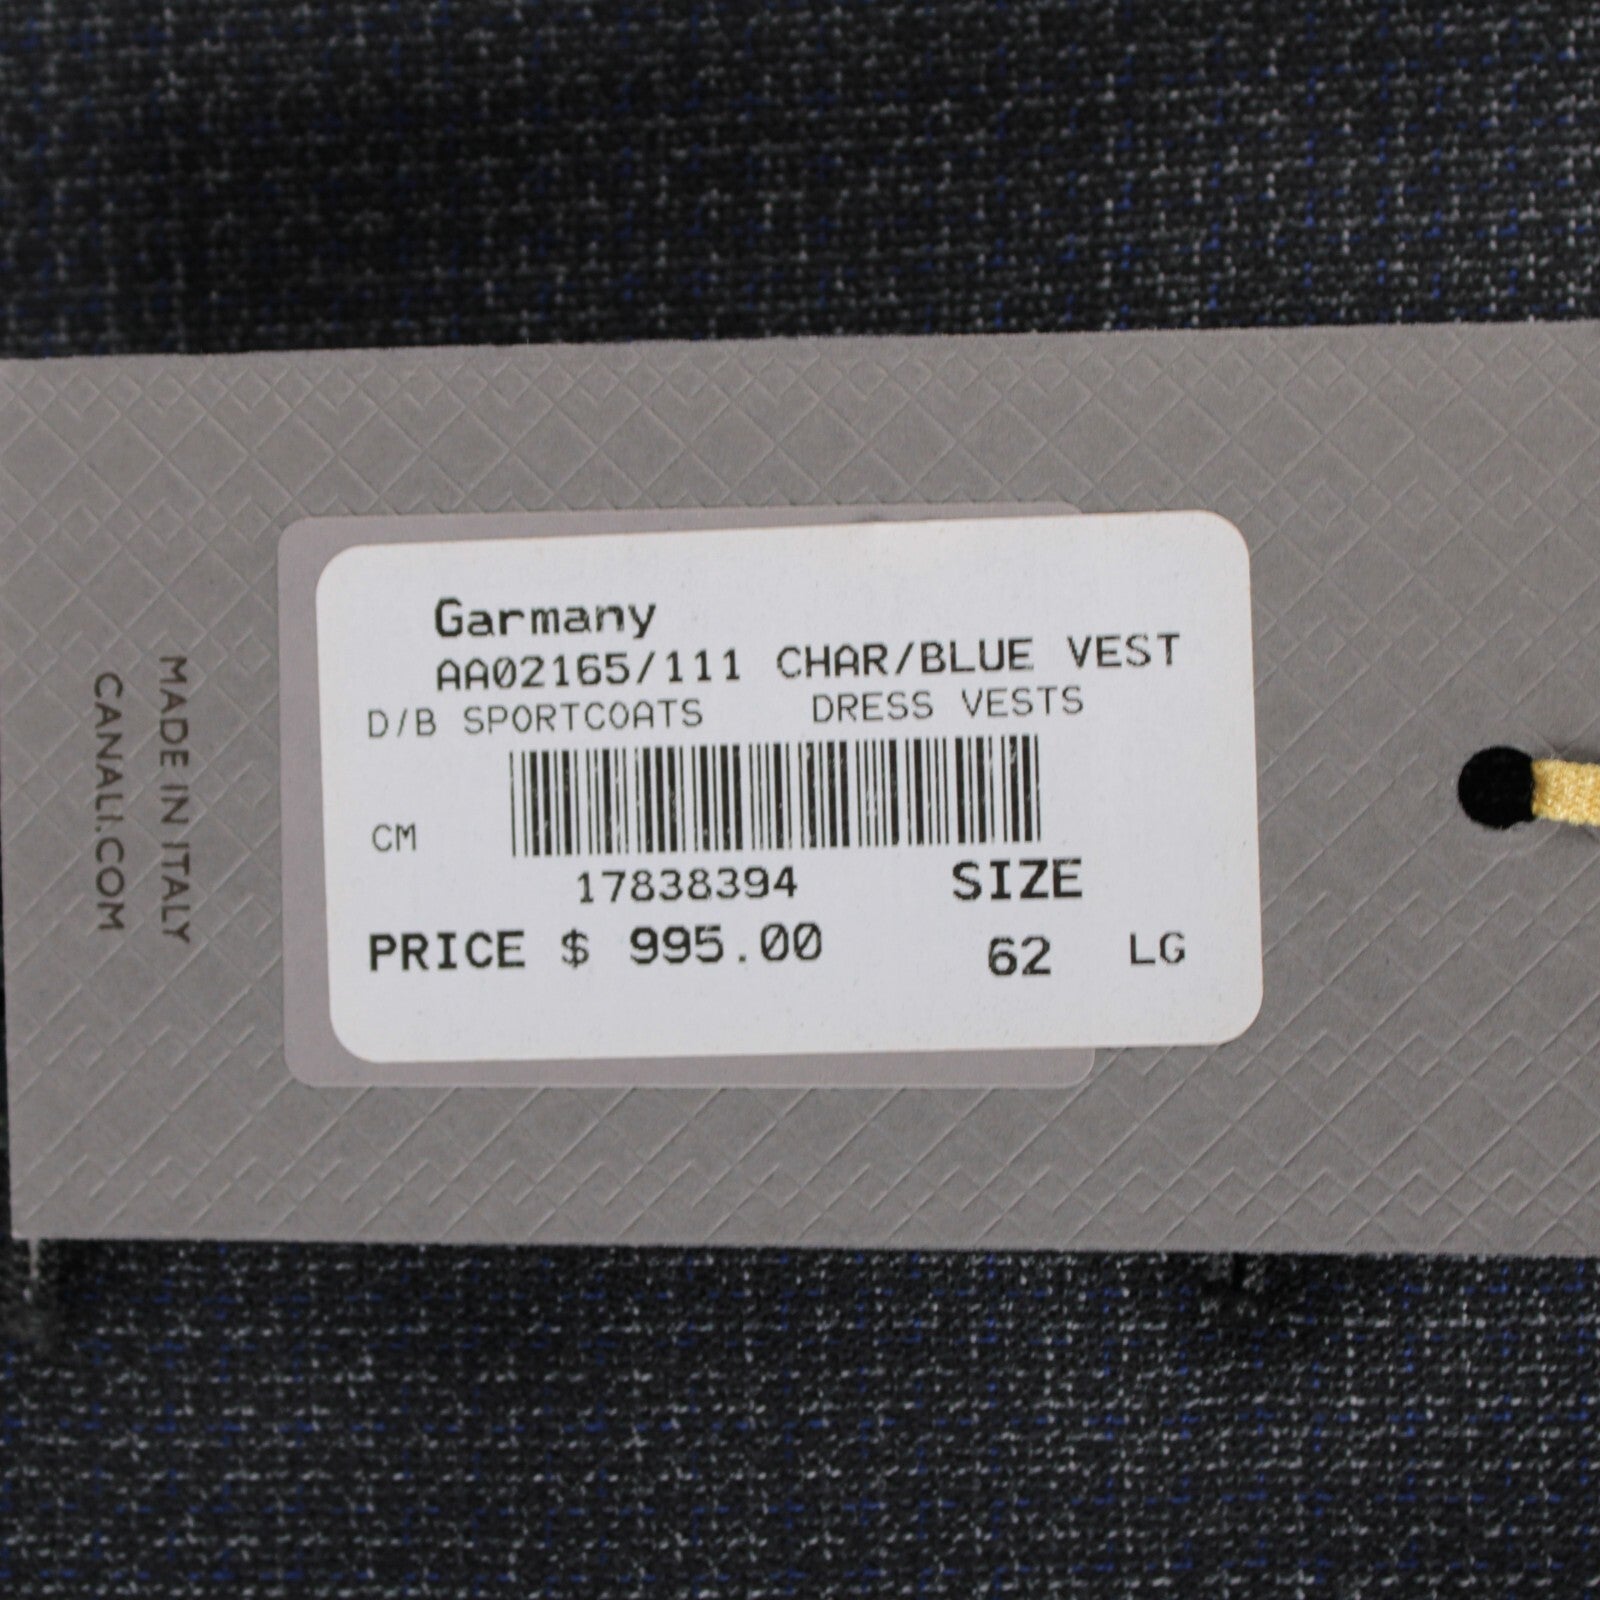 MADE IN ITALY
CANALI.COM
Garmany
AA02165/111 CHAR/BLUE VEST
D/B SPORTCOATS DRESS VESTS
CM
17838394 SIZE
PRICE $ 995.00 62 LG